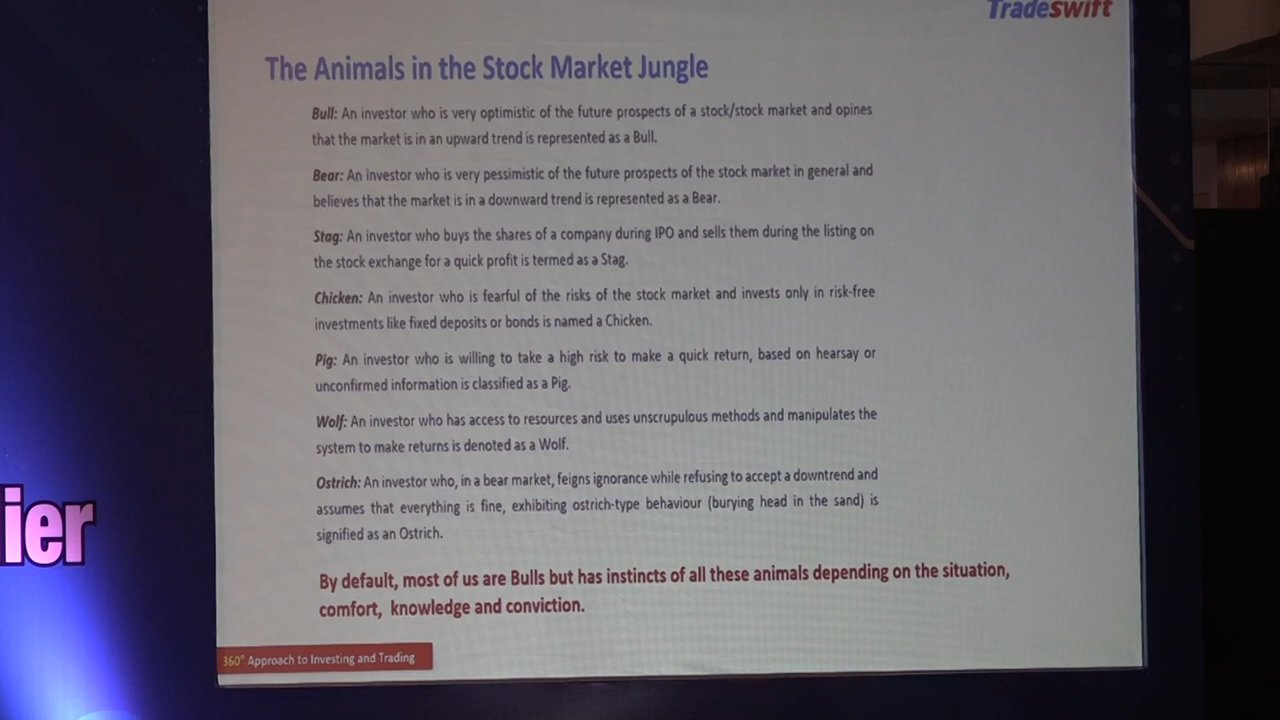 Tradeswift
The Animals in the Stock Market Jungle
Bull: An investor who is very optimistic of the future prospects of a stock/stock market and opines
that the market is in an upward trend is represented as a Bull.
Bear: An investor who is very pessimistic of the future prospects of the stock market in general and
believes that the market is in a downward trend is represented as a Bear.
Stag: An investor who buys the shares of a company during IPO and sells them during the listing on
the stock exchange for a quick profit is termed as a Stag.
Chicken: An investor who is fearful of the risks of the stock market and invests only in risk-free
investments like fixed deposits or bonds is named a Chicken.
Pig: An investor who is willing to take a high risk to make a quick return, based on hearsay or
unconfirmed information is classified as a Pig.
Wolf: An investor who has access to resources and uses unscrupulous methods and manipulates the
system to make returns is denoted as a Wolf.
Ostrich: An investor who, in a bear market, feigns ignorance while refusing to accept a downtrend and
assumes that everything is fine, exhibiting ostrich-type behaviour (burying head in the sand) is
signified as an Ostrich.
By default, most of us are Bulls but has instincts of all these animals depending on the situation,
comfort, knowledge and conviction.
360° Approach to Investing and Trading
ier